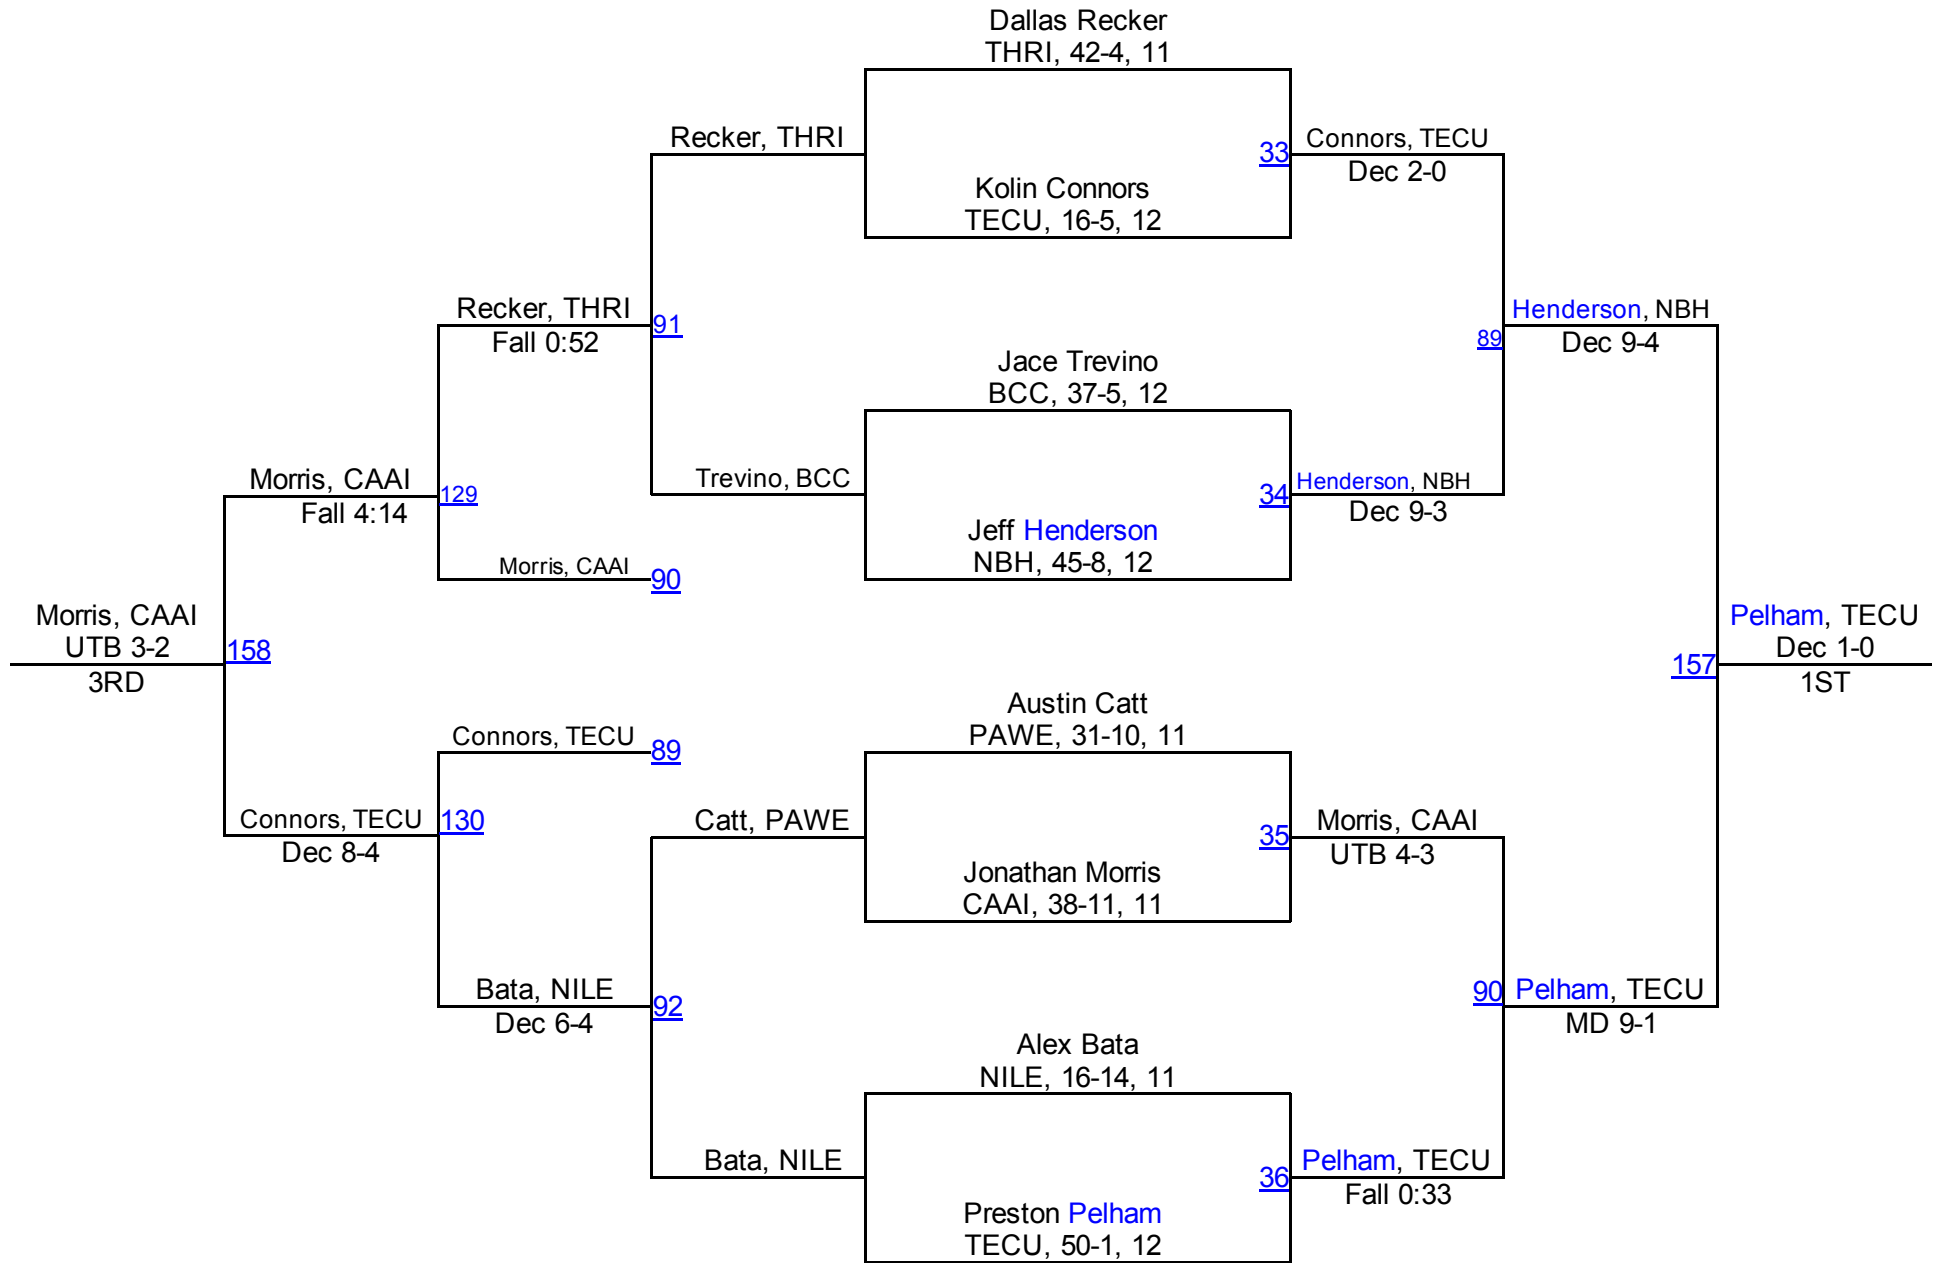 Dallas Recker
THRI, 42-4, 11
Recker, THRI
33
Connors, TECU
Dec 2-0
Kolin Connors
TECU, 16-5, 12
Recker, THRI
Fall 0:52
91
89
Henderson, NBH
Dec 9-4
Jace Trevino
BCC, 37-5, 12
Morris, CAAI
Fall 4:14
129
Trevino, BCC
34
Henderson, NBH
Dec 9-3
Jeff Henderson
NBH, 45-8, 12
Morris, CAAI
90
Morris, CAAI
UTB 3-2
3RD
158
157
Pelham, TECU
Dec 1-0
1ST
Austin Catt
PAWE, 31-10, 11
Connors, TECU
89
Connors, TECU
Dec 8-4
130
Catt, PAWE
35
Morris, CAAI
UTB 4-3
Jonathan Morris
CAAI, 38-11, 11
Bata, NILE
Dec 6-4
92
90
Pelham, TECU
MD 9-1
Alex Bata
NILE, 16-14, 11
Bata, NILE
36
Pelham, TECU
Fall 0:33
Preston Pelham
TECU, 50-1, 12